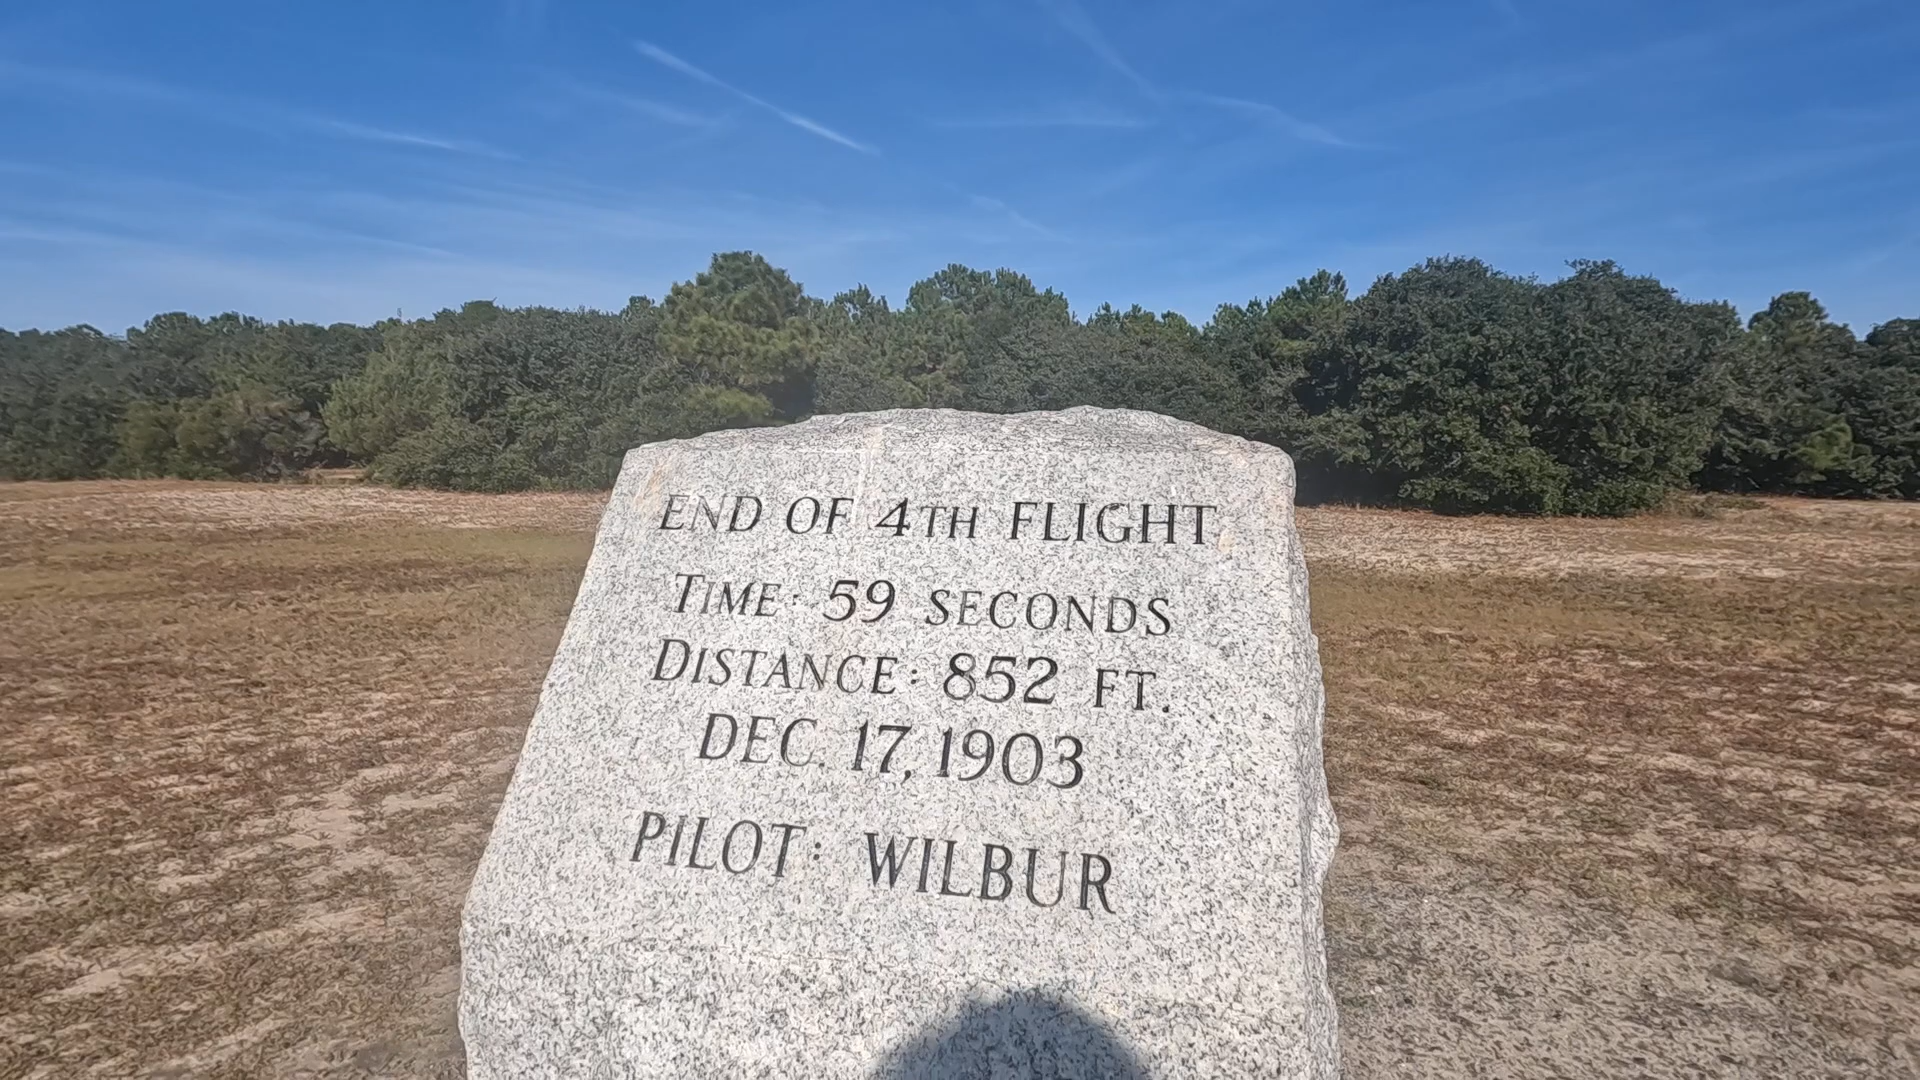 END OF 4TH FLIGHT
TIME: 59 SECONDS
DISTANCE: 852 FT.
DEC. 17, 1903
PILOT: WILBUR